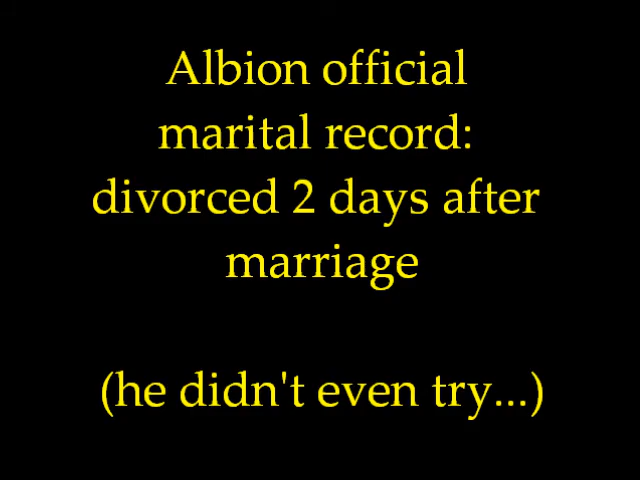 Albion official
marital record:
divorced 2 days after
marriage
(he didn't even try...)